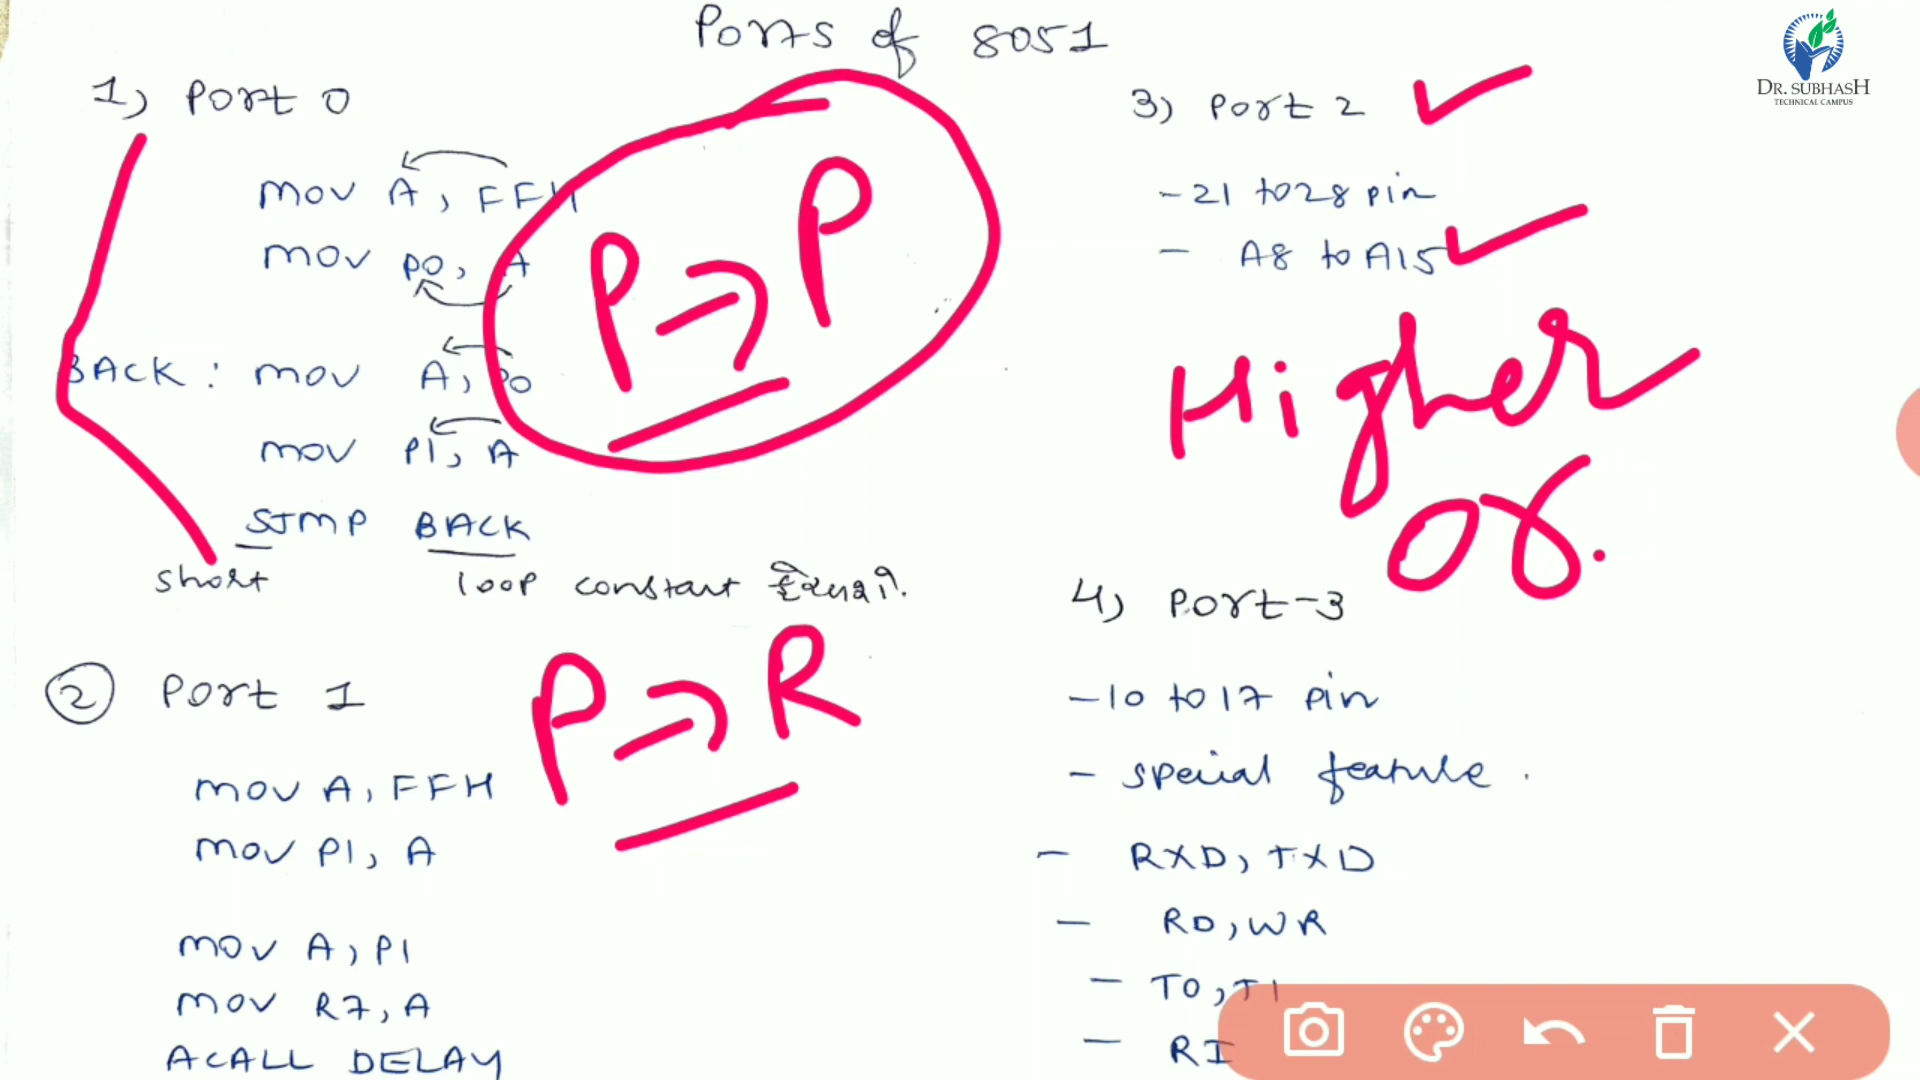 Ports of 8051
DR. SUBHASH
TECHNICAL CAMPUS
1) Port 0
mov A, FFH
mov P0, A
BACK: mov A, P0
mov P1, A
SJMP BACK
short loop constant
P ⇒ P
2 Port 1
P ⇒ R
mov A, FFH
mov P1, A
mov A, P1
mov R7, A
ACALL DELAY
3) Port 2
- 21 to 28 pin
- A8 to A15
Higher
4) Port-3
- 10 to 17 pin
- special feature.
- RXD, TXD
- RD, WR
- T0, T1